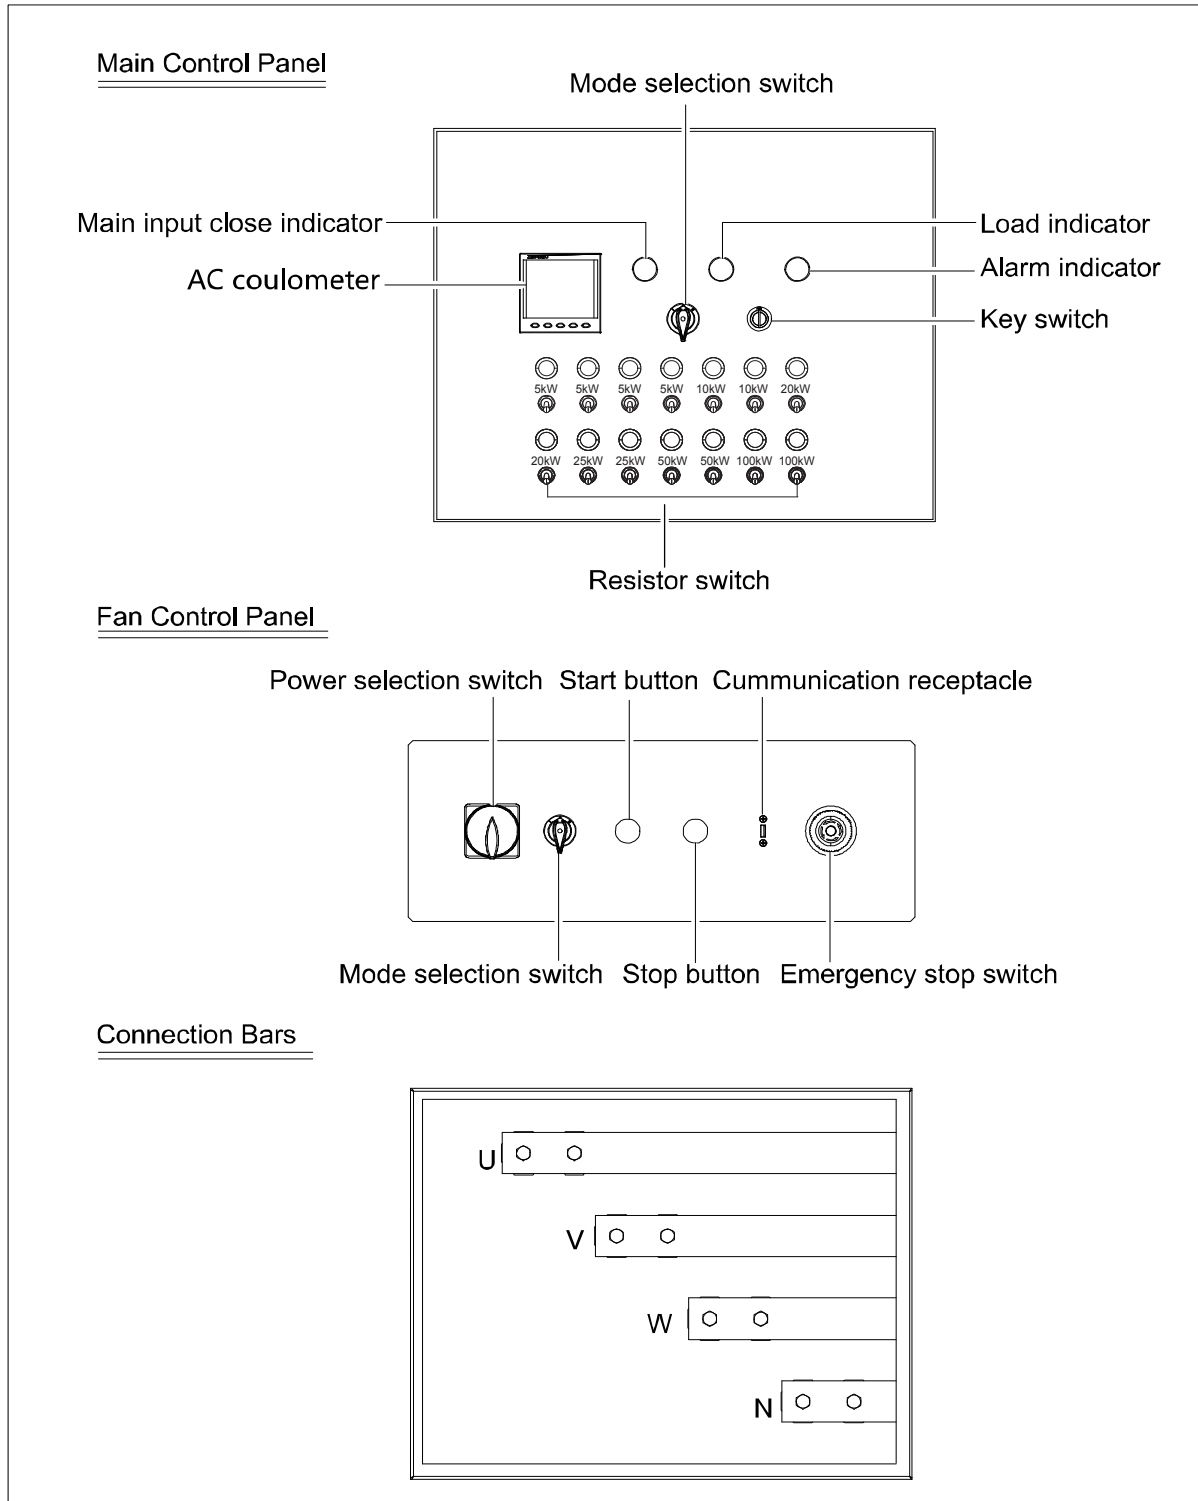 Main Control Panel
Mode selection switch
Main input close indicator
Load indicator
AC coulometer
Alarm indicator
Key switch
5kW 5kW 5kW 5kW 10kW 10kW 20kW
20kW 25kW 25kW 50kW 50kW 100kW 100kW
Resistor switch
Fan Control Panel
Power selection switch Start button Cummunication receptacle
Mode selection switch Stop button Emergency stop switch
Connection Bars
U
V
W
N